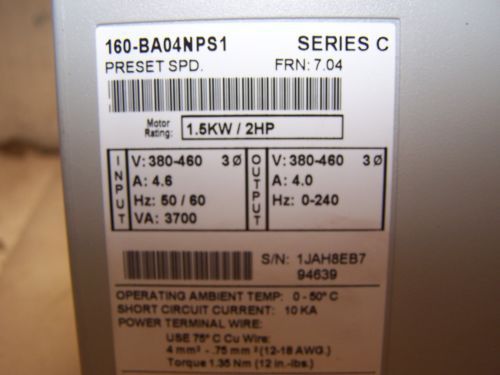 160-BA04NPS1 SERIES C
PRESET SPD. FRN: 7.04
Motor Rating: 1.5KW / 2HP
INPUT
V: 380-460 3Ø
A: 4.6
Hz: 50 / 60
VA: 3700
OUTPUT
V: 380-460 3Ø
A: 4.0
Hz: 0-240
S/N: 1JAH8EB7
94639
OPERATING AMBIENT TEMP: 0 - 50° C
SHORT CIRCUIT CURRENT: 10 KA
POWER TERMINAL WIRE:
USE 75° C Cu Wire:
4 mm² - .75 mm² (12-18 AWG.)
Torque 1.35 Nm (12 in.-lbs.)